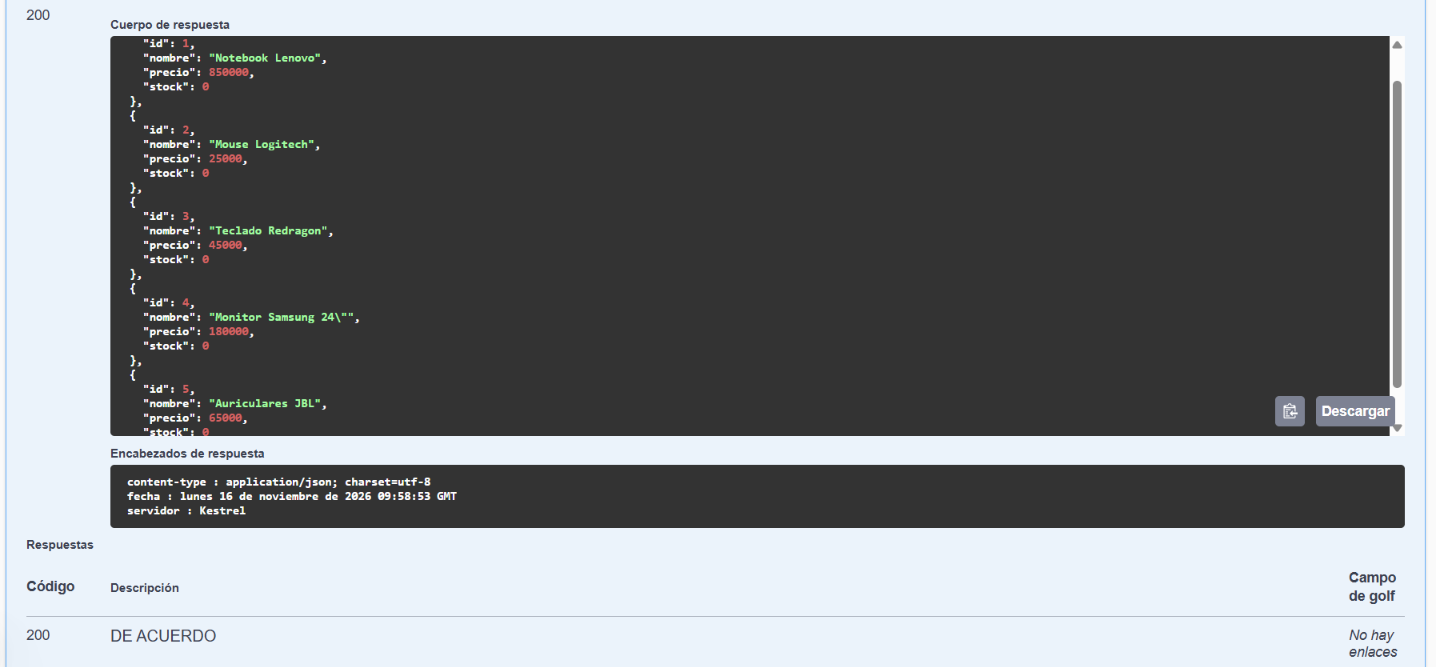 200
Cuerpo de respuesta
"id": 1,
"nombre": "Notebook Lenovo",
"precio": 850000,
"stock": 0
},
{
"id": 2,
"nombre": "Mouse Logitech",
"precio": 25000,
"stock": 0
},
{
"id": 3,
"nombre": "Teclado Redragon",
"precio": 45000,
"stock": 0
},
{
"id": 4,
"nombre": "Monitor Samsung 24\"",
"precio": 180000,
"stock": 0
},
{
"id": 5,
"nombre": "Auriculares JBL",
"precio": 65000,
"stock": 0
Descargar
Encabezados de respuesta
content-type : application/json; charset=utf-8
fecha : lunes 16 de noviembre de 2026 09:58:53 GMT
servidor : Kestrel
Respuestas
Código Descripción Campo de golf
200 DE ACUERDO No hay enlaces